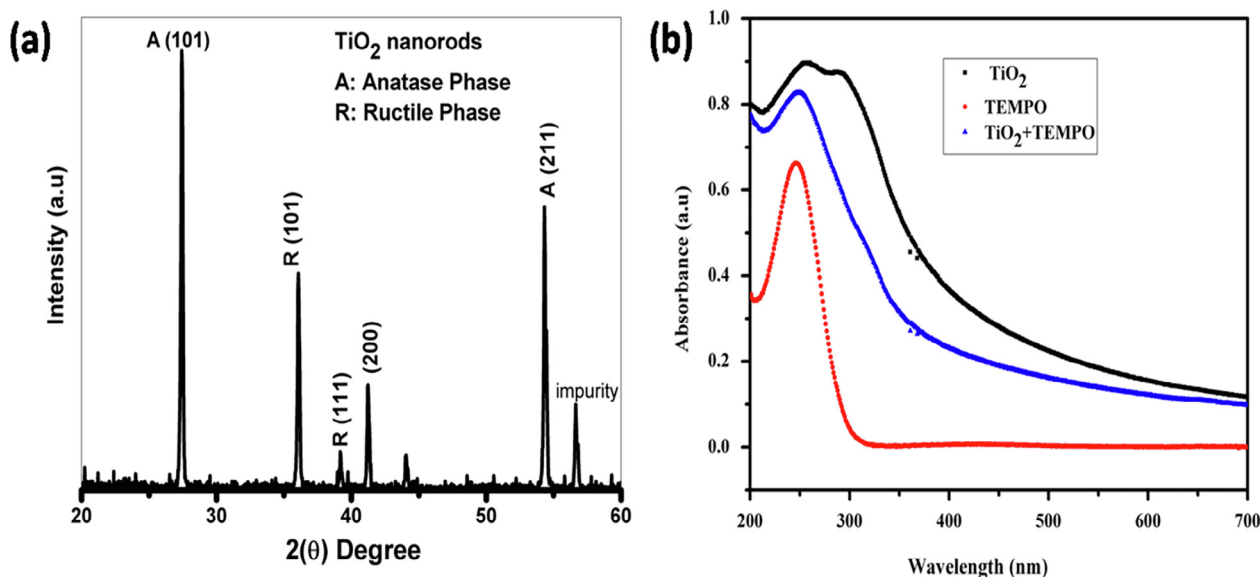 (a)
A (101)
TiO2 nanorods
A: Anatase Phase
R: Ructile Phase
R (101)
R (111)
(200)
A (211)
impurity
Intensity (a.u)
20 30 40 50 60
2(θ) Degree
(b)
1.0
0.8
0.6
0.4
0.2
0.0
TiO2
TEMPO
TiO2+TEMPO
Absorbance (a.u)
200 300 400 500 600 700
Wavelength (nm)